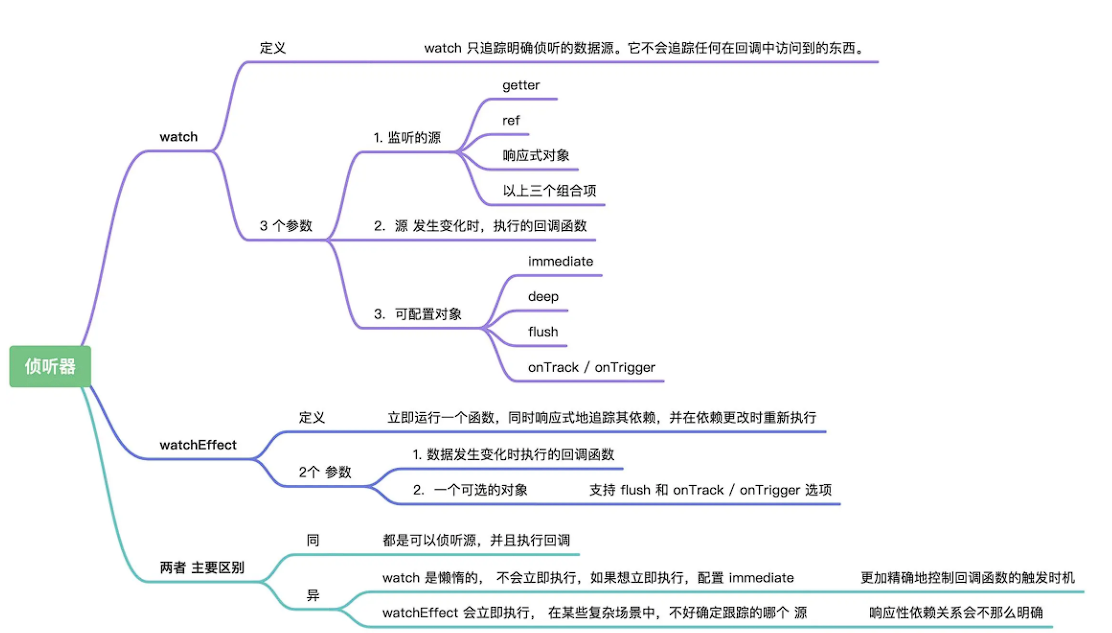 侦听器
watch
定义
watch 只追踪明确侦听的数据源。它不会追踪任何在回调中访问到的东西。
3 个参数
1. 监听的源
getter
ref
响应式对象
以上三个组合项
2. 源 发生变化时，执行的回调函数
3. 可配置对象
immediate
deep
flush
onTrack / onTrigger
watchEffect
定义
立即运行一个函数，同时响应式地追踪其依赖，并在依赖更改时重新执行
2个 参数
1. 数据发生变化时执行的回调函数
2. 一个可选的对象
支持 flush 和 onTrack / onTrigger 选项
两者 主要区别
同
都是可以侦听源，并且执行回调
异
watch 是懒惰的， 不会立即执行，如果想立即执行，配置 immediate
更加精确地控制回调函数的触发时机
watchEffect 会立即执行， 在某些复杂场景中，不好确定跟踪的哪个 源
响应性依赖关系会不那么明确